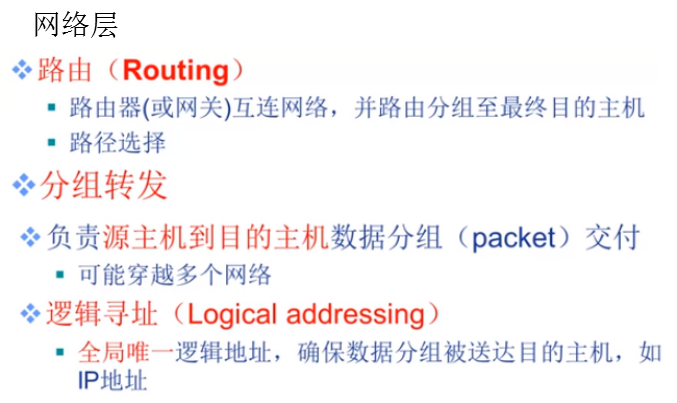 网络层
路由（Routing）
路由器(或网关)互连网络，并路由分组至最终目的主机
路径选择
分组转发
负责源主机到目的主机数据分组（packet）交付
可能穿越多个网络
逻辑寻址（Logical addressing）
全局唯一逻辑地址，确保数据分组被送达目的主机，如
IP地址